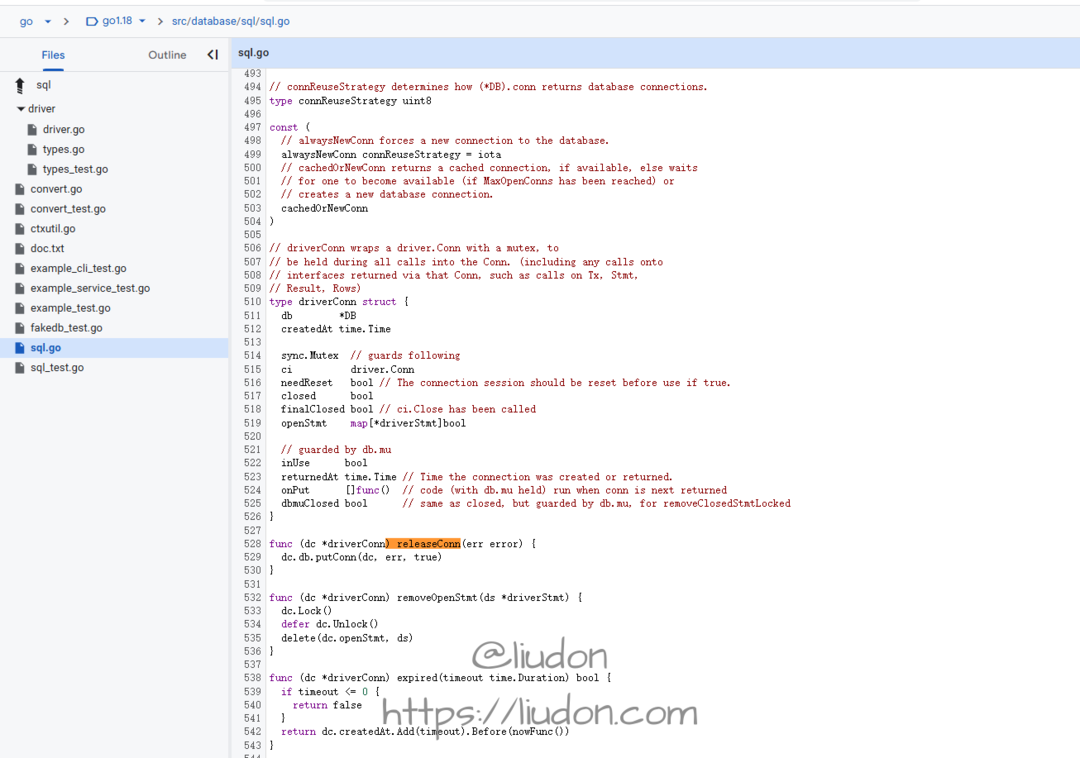 go go1.18 src/database/sql/sql.go
Files Outline
sql
driver
driver.go
types.go
types_test.go
convert.go
convert_test.go
ctxutil.go
doc.txt
example_cli_test.go
example_service_test.go
example_test.go
fakedb_test.go
sql.go
sql_test.go
sql.go
493
494 // connReuseStrategy determines how (*DB).conn returns database connections.
495 type connReuseStrategy uint8
496
497 const (
498 // alwaysNewConn forces a new connection to the database.
499 alwaysNewConn connReuseStrategy = iota
500 // cachedOrNewConn returns a cached connection, if available, else waits
501 // for one to become available (if MaxOpenConns has been reached) or
502 // creates a new database connection.
503 cachedOrNewConn
504 )
505
506 // driverConn wraps a driver.Conn with a mutex, to
507 // be held during all calls into the Conn. (including any calls onto
508 // interfaces returned via that Conn, such as calls on Tx, Stmt,
509 // Result, Rows)
510 type driverConn struct {
511 db *DB
512 createdAt time.Time
513
514 sync.Mutex // guards following
515 ci driver.Conn
516 needReset bool // The connection session should be reset before use if true.
517 closed bool
518 finalClosed bool // ci.Close has been called
519 openStmt map[*driverStmt]bool
520
521 // guarded by db.mu
522 inUse bool
523 returnedAt time.Time // Time the connection was created or returned.
524 onPut []func() // code (with db.mu held) run when conn is next returned
525 dbmuClosed bool // same as closed, but guarded by db.mu, for removeClosedStmtLocked
526 }
527
528 func (dc *driverConn) releaseConn(err error) {
529 dc.db.putConn(dc, err, true)
530 }
531
532 func (dc *driverConn) removeOpenStmt(ds *driverStmt) {
533 dc.Lock()
534 defer dc.Unlock()
535 delete(dc.openStmt, ds)
536 }
537
538 func (dc *driverConn) expired(timeout time.Duration) bool {
539 if timeout <= 0 {
540 return false
541 }
542 return dc.createdAt.Add(timeout).Before(nowFunc())
543 }
@liudon
https://liudon.com